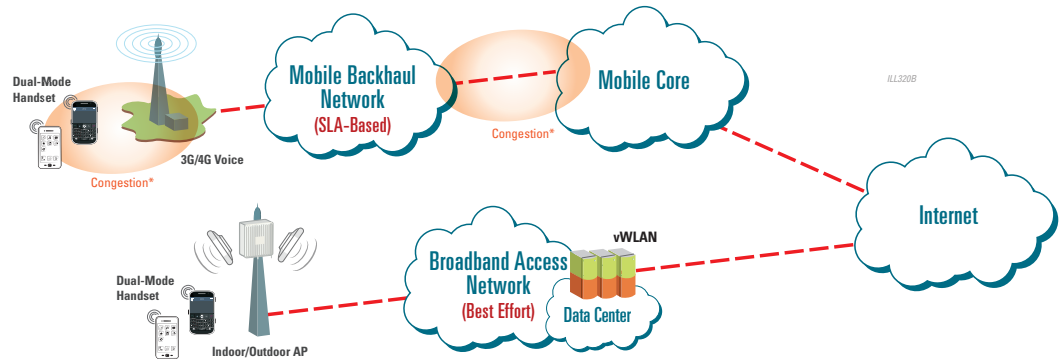 Dual-Mode
Handset
3G/4G Voice
Congestion*
Mobile Backhaul
Network
(SLA-Based)
Congestion*
Mobile Core
ILL320B
Internet
Dual-Mode
Handset
Indoor/Outdoor AP
Broadband Access
Network
(Best Effort)
vWLAN
Data Center